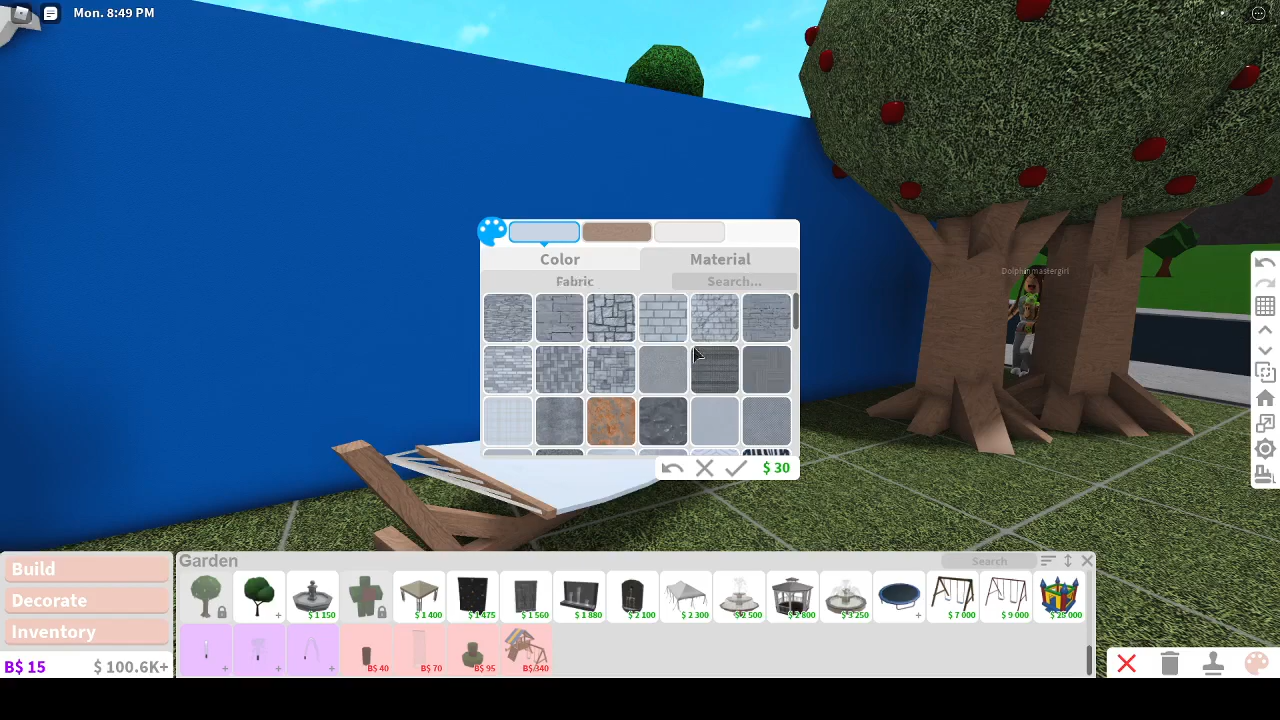 Mon. 8:49 PM
Dolphinmastergirl
Color
Material
Fabric
Search...
$ 30
Garden
Search
Build
Decorate
Inventory
B$ 15
$ 100.6K+
$ 1 150
+
$ 1 400
$ 1 475
$ 1 560
$ 1 880
$ 2 100
$ 2 300
$ 2 500
$ 2 800
$ 3 250
+
$ 7 000
$ 9 000
$ 25 000
+
+
+
B$ 40
B$ 70
B$ 95
B$ 340